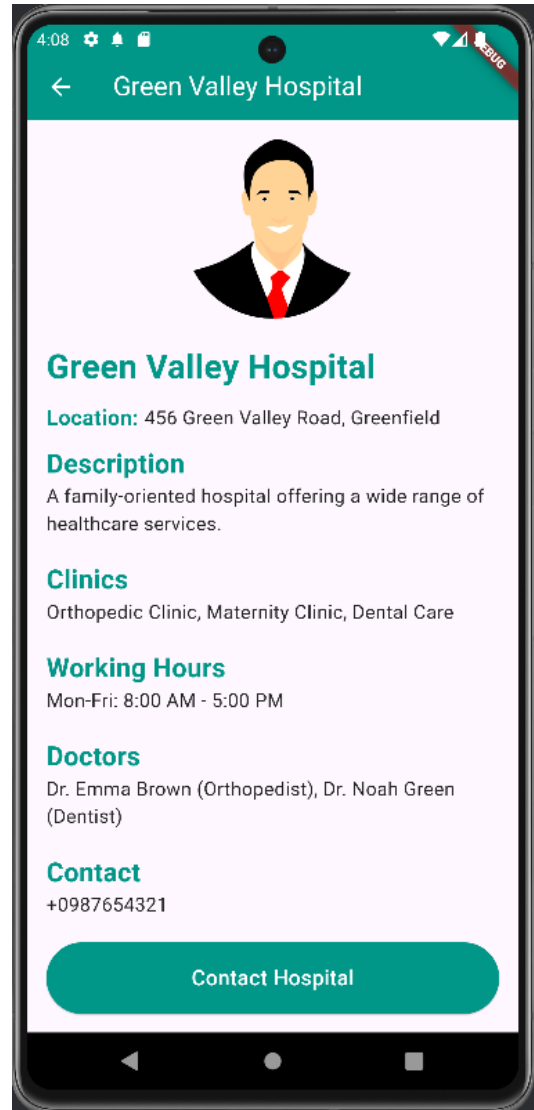 4:08
DEBUG
Green Valley Hospital
Green Valley Hospital
Location: 456 Green Valley Road, Greenfield
Description
A family-oriented hospital offering a wide range of
healthcare services.
Clinics
Orthopedic Clinic, Maternity Clinic, Dental Care
Working Hours
Mon-Fri: 8:00 AM - 5:00 PM
Doctors
Dr. Emma Brown (Orthopedist), Dr. Noah Green
(Dentist)
Contact
+0987654321
Contact Hospital